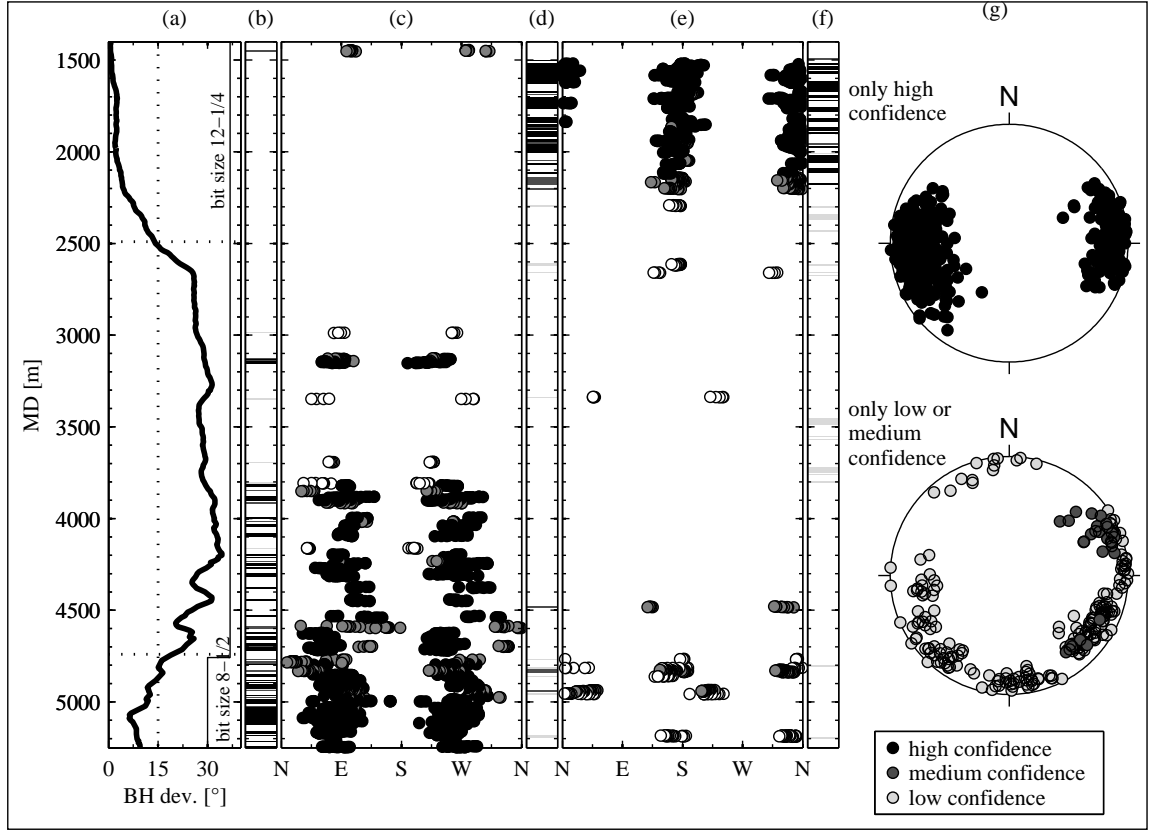 (a) (b) (c) (d) (e) (f) (g)
1500
2000
2500
3000
3500
4000
4500
5000
MD [m]
bit size 12−1/4
bit size 8−1/2
0 15 30
BH dev. [°]
N E S W N
N E S W N
only high
confidence
N
only low or
medium
confidence
N
high confidence
medium confidence
low confidence